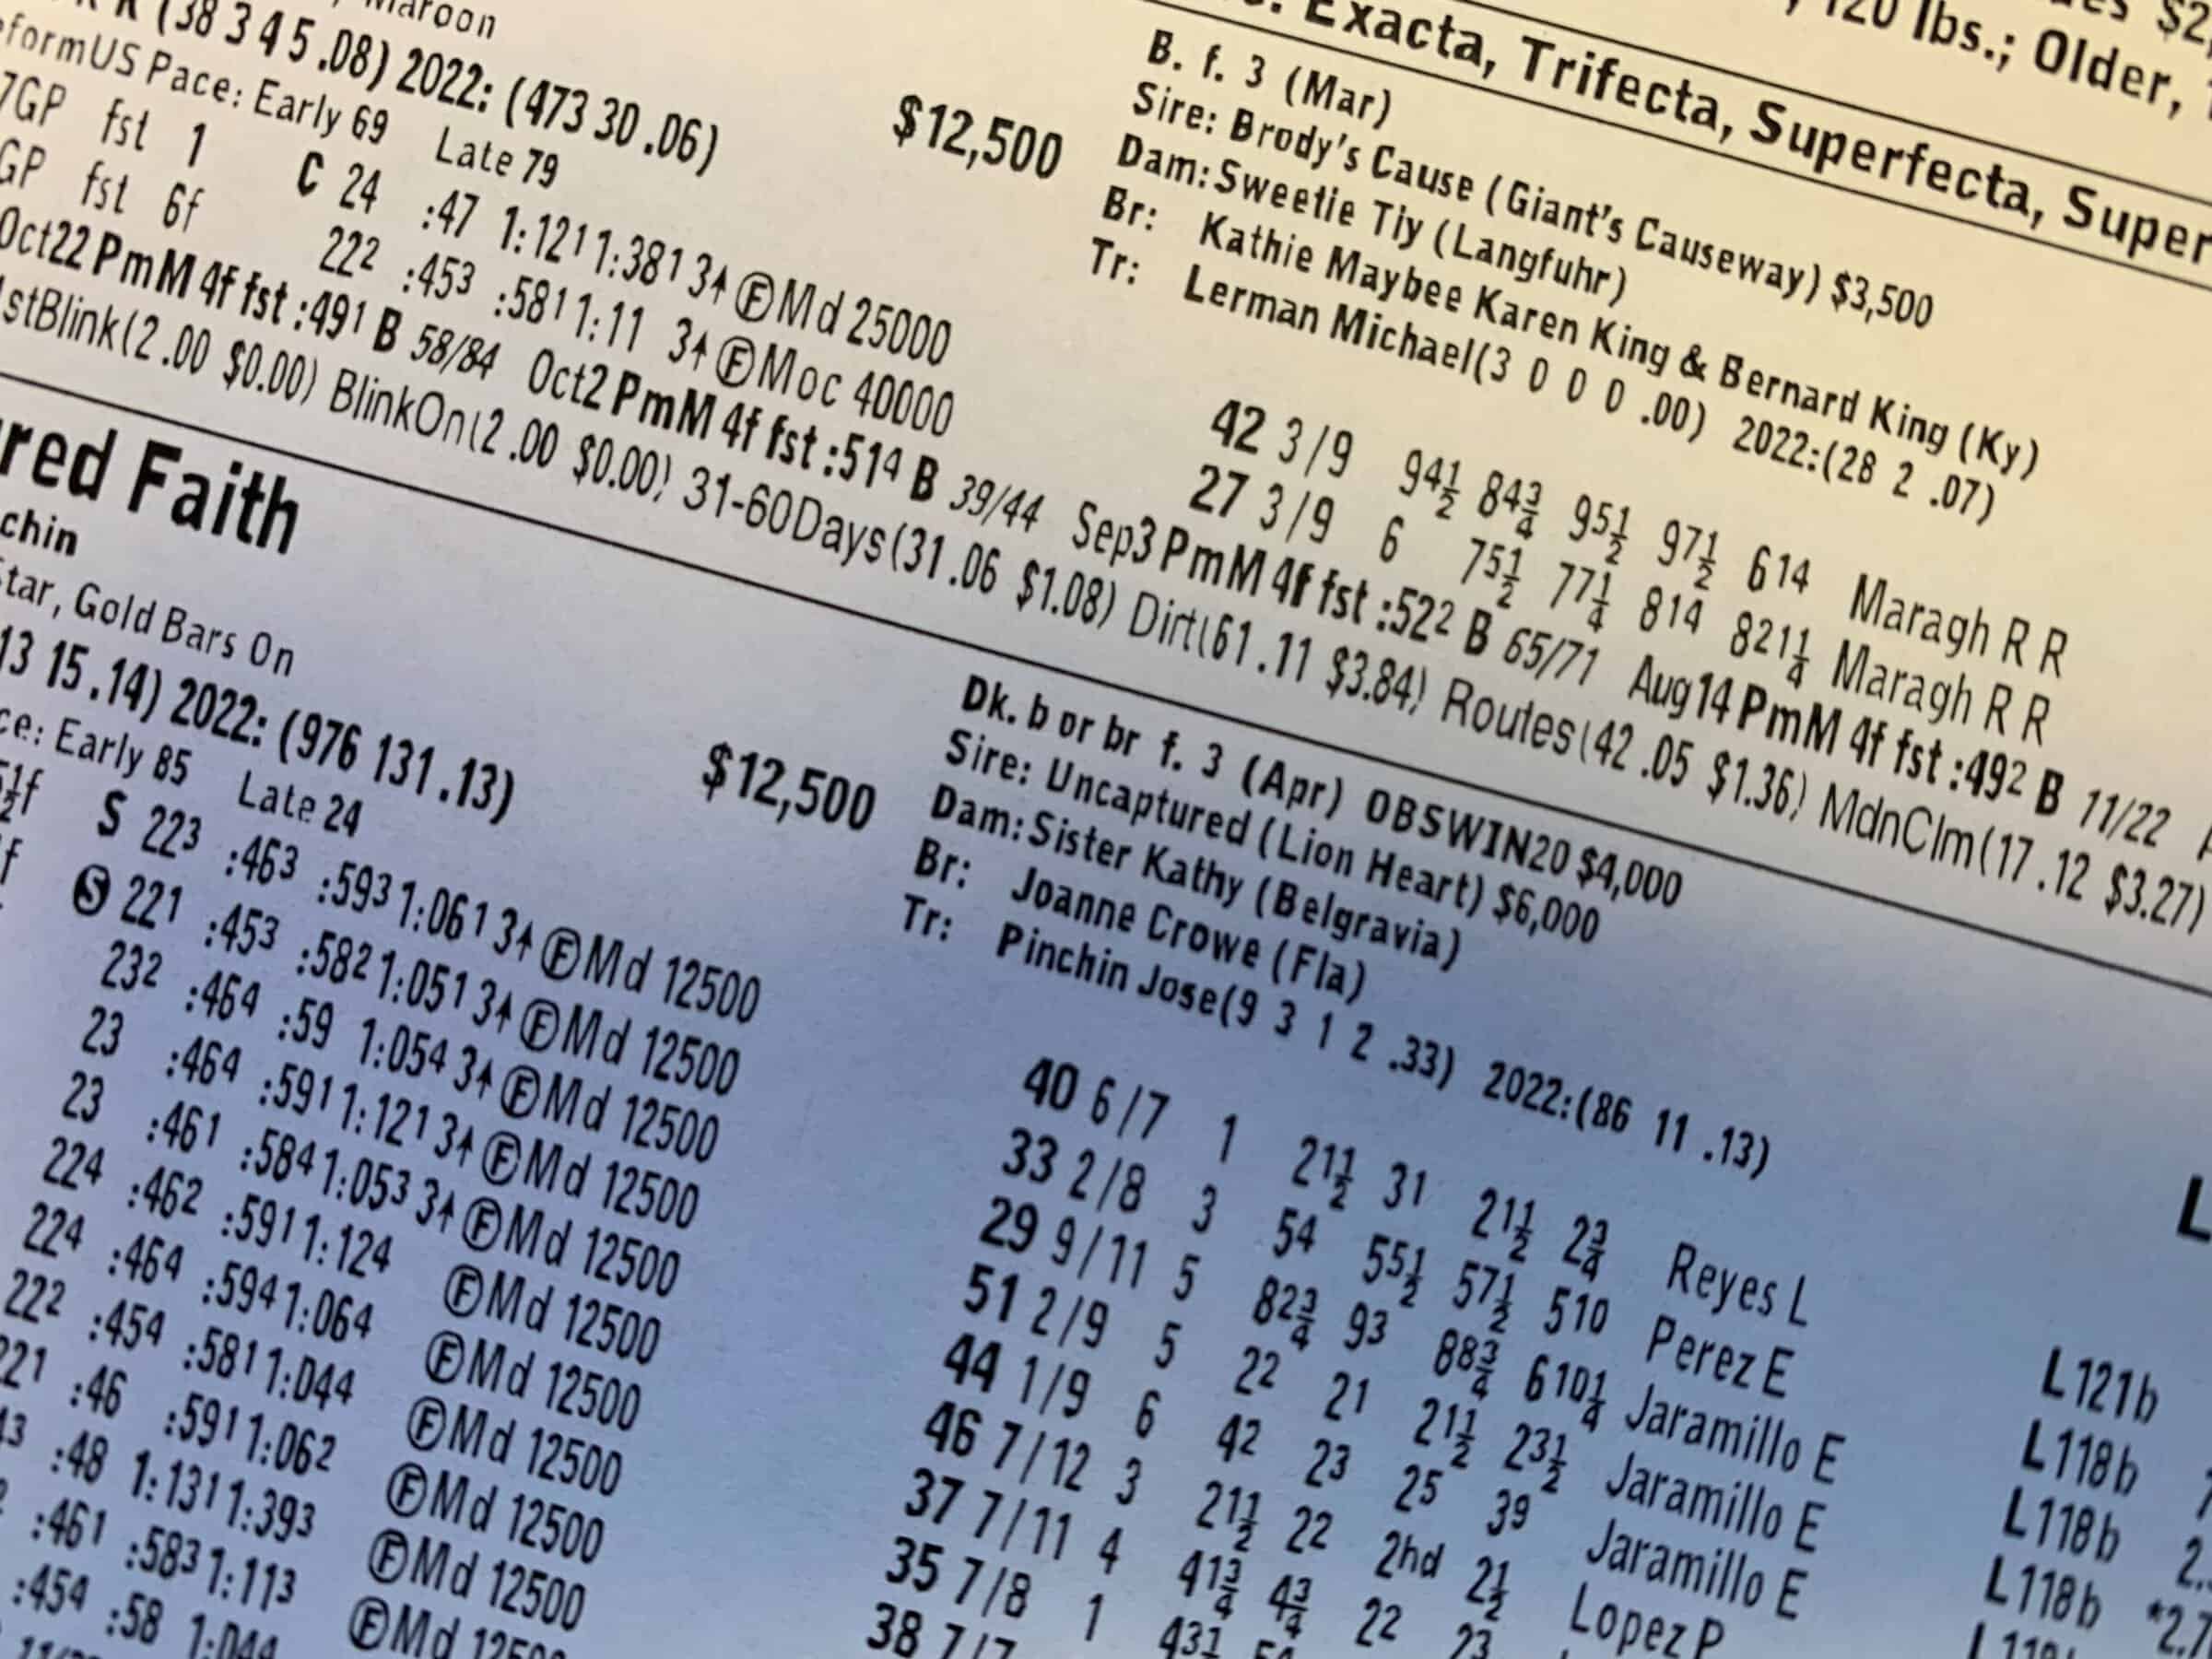 120 lbs.; Older,
Exacta, Trifecta, Superfecta, Super
Maroon
(38 3 4 5 .08) 2022: (473 30 .06)
$12,500
B. f. 3 (Mar)
Sire: Brody's Cause (Giant's Causeway) $3,500
Dam: Sweetie Tiy (Langfuhr)
Br: Kathie Maybee Karen King & Bernard King (Ky)
Tr: Lerman Michael(3 0 0 0 .00) 2022:(28 2 .07)
formUS Pace: Early 69 Late 79
7GP fst 1 C 24 :47 1:121 1:381 3↑ ⒻMd 25000 42 3/9 94½ 84¾ 95½ 97½ 614 Maragh R R
GP fst 6f 222 :453 :581 1:11 3↑ ⒻMoc 40000 27 3/9 6 75½ 77¼ 814 821¼ Maragh R R
Oct22 PmM 4f fst :491 B 58/84 Oct2 PmM 4f fst :514 B 39/44 Sep3 PmM 4f fst :522 B 65/71 Aug14 PmM 4f fst :492 B 11/22
1stBlink(2 .00 $0.00) BlinkOn(2 .00 $0.00) 31-60Days(31 .06 $1.08) Dirt(61 .11 $3.84) Routes(42 .05 $1.36) MdnClm(17 .12 $3.27)
red Faith
chin
Star, Gold Bars On
13 15 .14) 2022: (976 131 .13)
$12,500
Dk. b or br f. 3 (Apr) OBSWIN20 $4,000
Sire: Uncaptured (Lion Heart) $6,000
Dam: Sister Kathy (Belgravia)
Br: Joanne Crowe (Fla)
Tr: Pinchin Jose(9 3 1 2 .33) 2022:(86 11 .13)
L
ce: Early 85 Late 24
5½f S 223 :463 :593 1:061 3↑ ⒻMd 12500 40 6/7 1 21½ 31 21½ 2¾ Reyes L L121b
f Ⓢ 221 :453 :582 1:051 3↑ ⒻMd 12500 33 2/8 3 54 55½ 57½ 510 Perez E L118b
232 :464 :59 1:054 3↑ ⒻMd 12500 29 9/11 5 82¾ 93 88¾ 610¼ Jaramillo E L118b 2.
23 :464 :591 1:121 3↑ ⒻMd 12500 51 2/9 5 22 21 21½ 23½ Jaramillo E L118b *2.7
23 :461 :584 1:053 3↑ ⒻMd 12500 44 1/9 6 42 23 25 39 Jaramillo E
224 :462 :591 1:124 ⒻMd 12500 46 7/12 3 21½ 22 2hd 2½ Lopez P
224 :464 :594 1:064 ⒻMd 12500 37 7/11 4 41¾ 4¾ 22 23
222 :454 :581 1:044 ⒻMd 12500 35 7/8 1
221 :46 :591 1:062 ⒻMd 12500 38 7/7
:48 1:131 1:393 ⒻMd 12500
:461 :583 1:113 ⒻMd
:454 :58 1:044